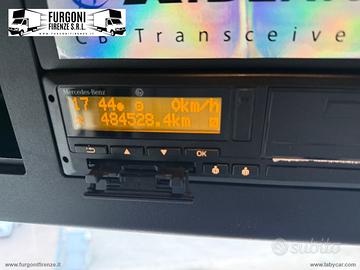 FURGONI
FIRENZE S.R.L.
CB Transceive
Mercedes-Benz
17 44 0km/h
484528.4km
OK
subito
www.furgonifirenze.it
www.labycar.com